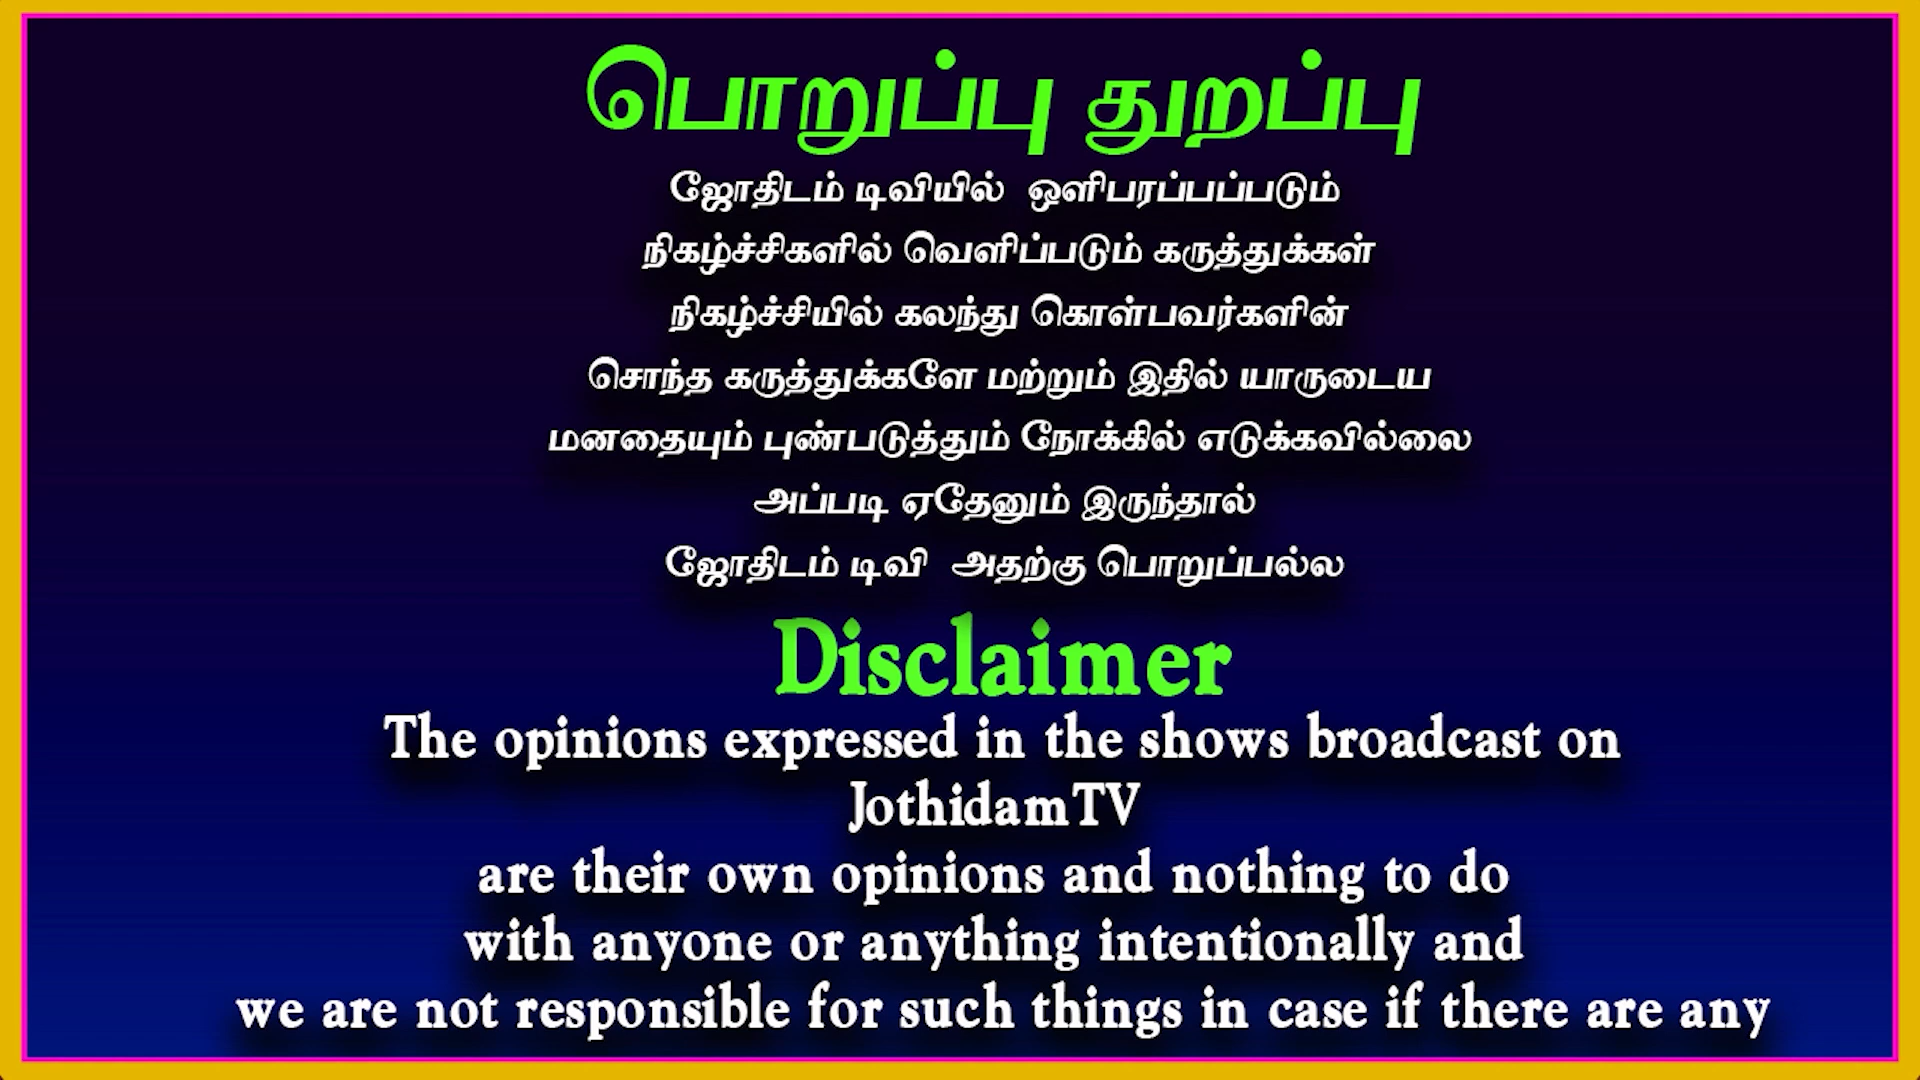 பொறுப்பு துறப்பு
ஜோதிடம் டிவியில் ஒளிபரப்பப்படும்
நிகழ்ச்சிகளில் வெளிப்படும் கருத்துக்கள்
நிகழ்ச்சியில் கலந்து கொள்பவர்களின்
சொந்த கருத்துக்களே மற்றும் இதில் யாருடைய
மனதையும் புண்படுத்தும் நோக்கில் எடுக்கவில்லை
அப்படி ஏதேனும் இருந்தால்
ஜோதிடம் டிவி அதற்கு பொறுப்பல்ல
Disclaimer
The opinions expressed in the shows broadcast on
JothidamTV
are their own opinions and nothing to do
with anyone or anything intentionally and
we are not responsible for such things in case if there are any